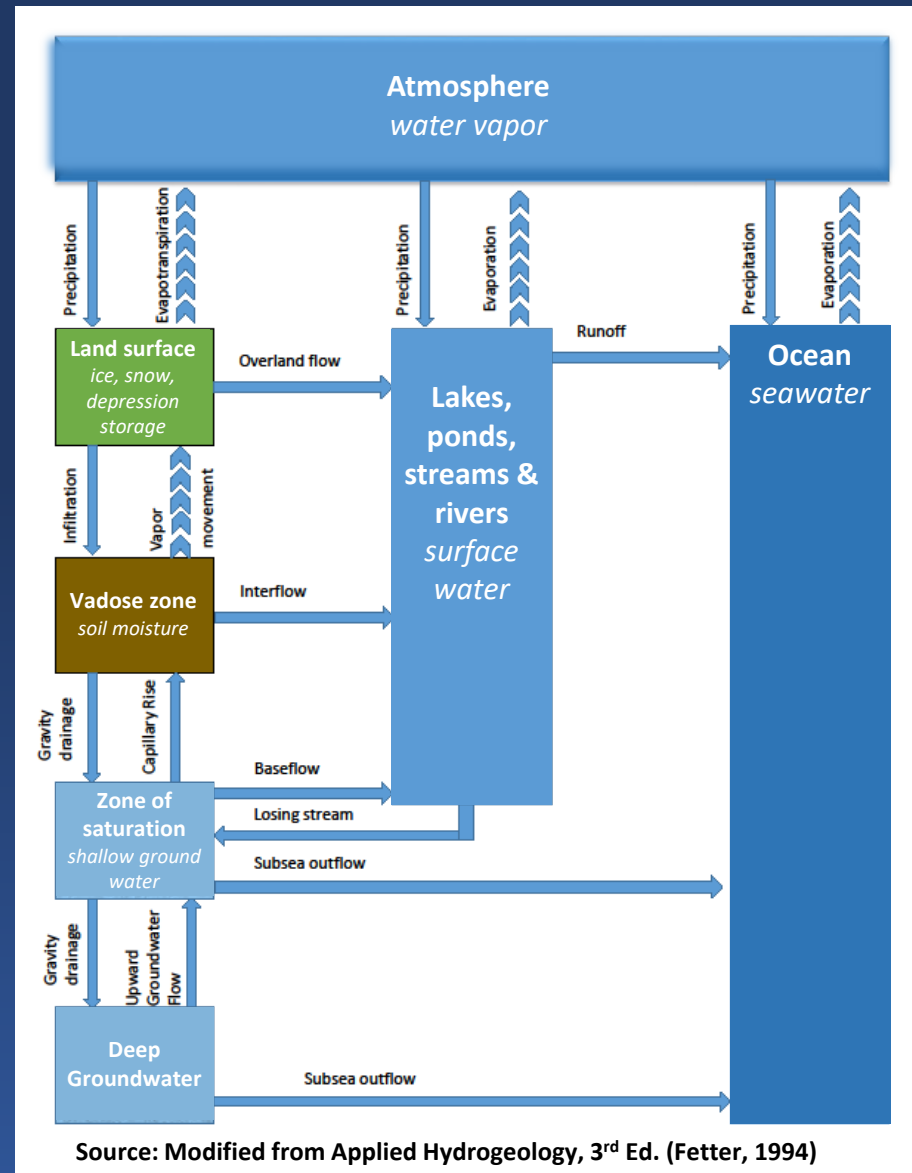 Atmosphere
water vapor
Precipitation
Evapotranspiration
Precipitation
Evaporation
Precipitation
Evaporation
Land surface
ice, snow,
depression
storage
Overland flow
Lakes,
ponds,
streams &
rivers
surface
water
Runoff
Ocean
seawater
Infiltration
Vapor
movement
Vadose zone
soil moisture
Interflow
Gravity
drainage
Capillary Rise
Zone of
saturation
shallow ground
water
Baseflow
Losing stream
Subsea outflow
Gravity
drainage
Upward
Groundwater
Flow
Deep
Groundwater
Subsea outflow
Source: Modified from Applied Hydrogeology, 3rd Ed. (Fetter, 1994)